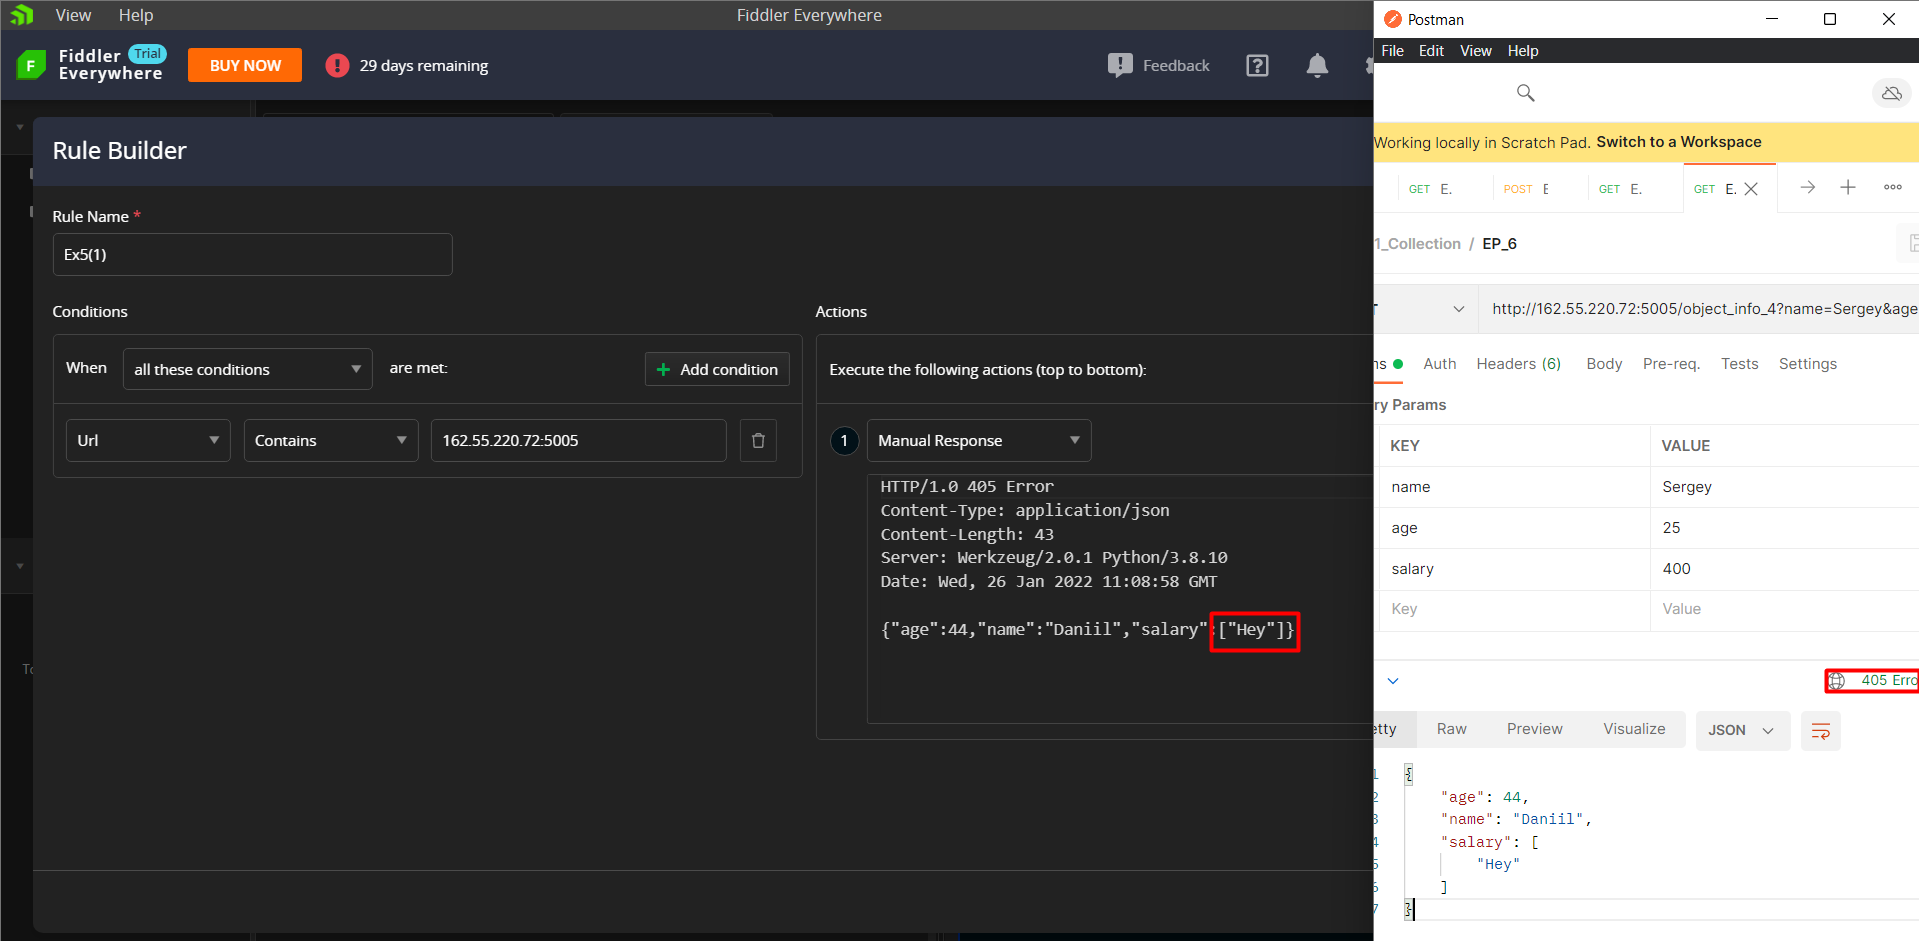 View Help
Fiddler Everywhere
Fiddler Everywhere
Trial
BUY NOW
! 29 days remaining
Feedback
Rule Builder
Rule Name *
Ex5(1)
Conditions
When all these conditions are met:
+ Add condition
Url Contains 162.55.220.72:5005
Actions
Execute the following actions (top to bottom):
1 Manual Response
HTTP/1.0 405 Error
Content-Type: application/json
Content-Length: 43
Server: Werkzeug/2.0.1 Python/3.8.10
Date: Wed, 26 Jan 2022 11:08:58 GMT
{"age":44,"name":"Daniil","salary":["Hey"]}
Postman
File Edit View Help
Working locally in Scratch Pad. Switch to a Workspace
GET E. POST E GET E. GET E.
1_Collection / EP_6
http://162.55.220.72:5005/object_info_4?name=Sergey&age
ns Auth Headers (6) Body Pre-req. Tests Settings
ry Params
KEY VALUE
name Sergey
age 25
salary 400
Key Value
405 Erro
etty Raw Preview Visualize JSON
1 {
2 "age": 44,
3 "name": "Daniil",
4 "salary": [
5 "Hey"
6 ]
7 }